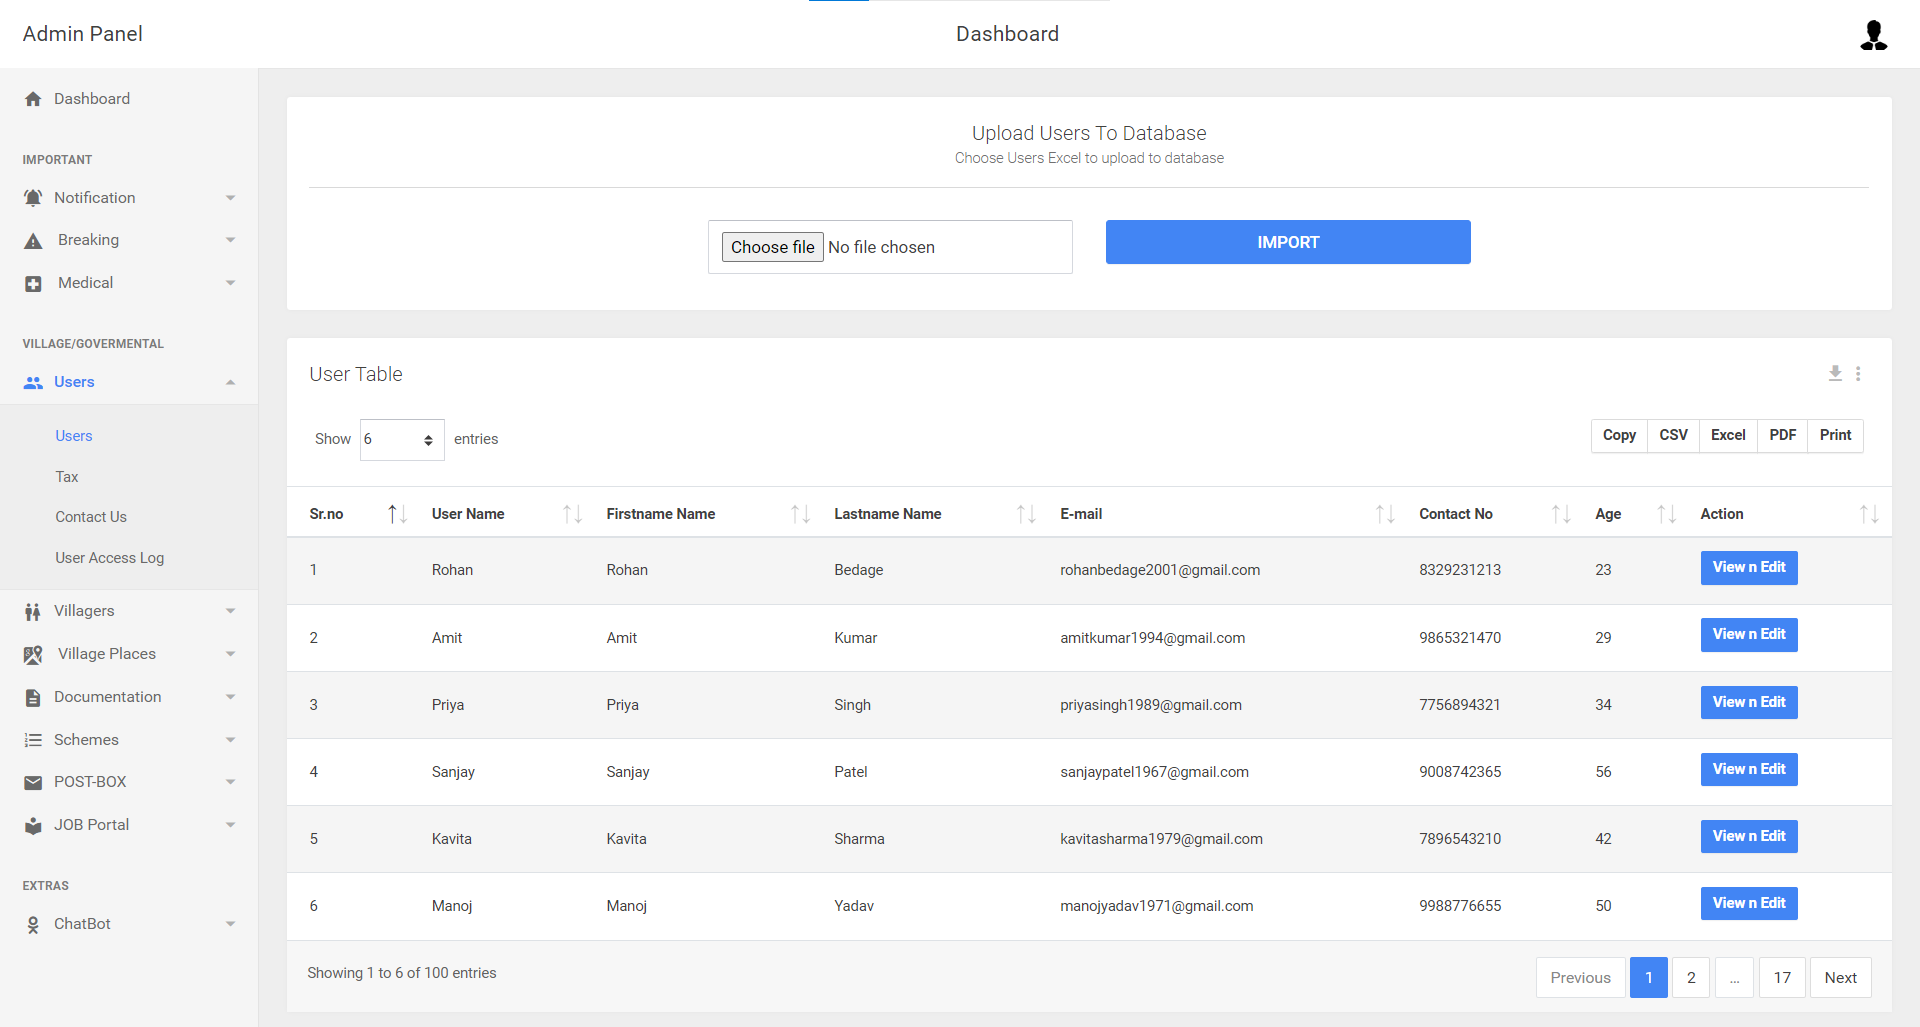 Admin Panel
Dashboard
Dashboard
IMPORTANT
Notification
Breaking
Medical
VILLAGE/GOVERMENTAL
Users
Users
Tax
Contact Us
User Access Log
Villagers
Village Places
Documentation
Schemes
POST-BOX
JOB Portal
EXTRAS
ChatBot
Upload Users To Database
Choose Users Excel to upload to database
Choose file No file chosen
IMPORT
User Table
Show 6 entries
Copy CSV Excel PDF Print
Sr.no User Name Firstname Name Lastname Name E-mail Contact No Age Action
1 Rohan Rohan Bedage rohanbedage2001@gmail.com 8329231213 23 View n Edit
2 Amit Amit Kumar amitkumar1994@gmail.com 9865321470 29 View n Edit
3 Priya Priya Singh priyasingh1989@gmail.com 7756894321 34 View n Edit
4 Sanjay Sanjay Patel sanjaypatel1967@gmail.com 9008742365 56 View n Edit
5 Kavita Kavita Sharma kavitasharma1979@gmail.com 7896543210 42 View n Edit
6 Manoj Manoj Yadav manojyadav1971@gmail.com 9988776655 50 View n Edit
Showing 1 to 6 of 100 entries
Previous 1 2 … 17 Next